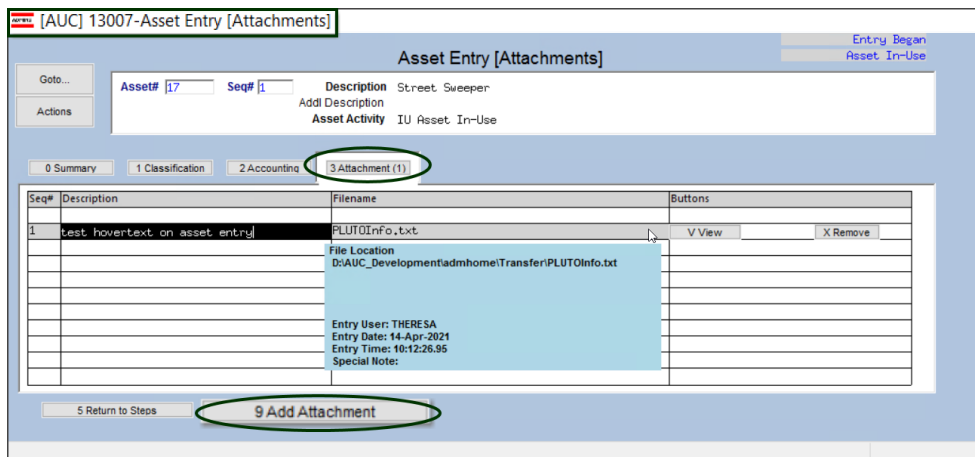 [AUC] 13007-Asset Entry [Attachments]
Entry Began
Asset Entry [Attachments]
Asset In-Use
Goto...
Asset# 17 Seq# 1 Description Street Sweeper
Addl Description
Actions
Asset Activity IU Asset In-Use
0 Summary 1 Classification 2 Accounting 3 Attachment (1)
Seq# Description Filename Buttons
1 test hovertext on asset entry PLUTOInfo.txt V View X Remove
File Location
D:\AUC_Development\admhome\Transfer\PLUTOInfo.txt
Entry User: THERESA
Entry Date: 14-Apr-2021
Entry Time: 10:12:26.95
Special Note:
5 Return to Steps 9 Add Attachment